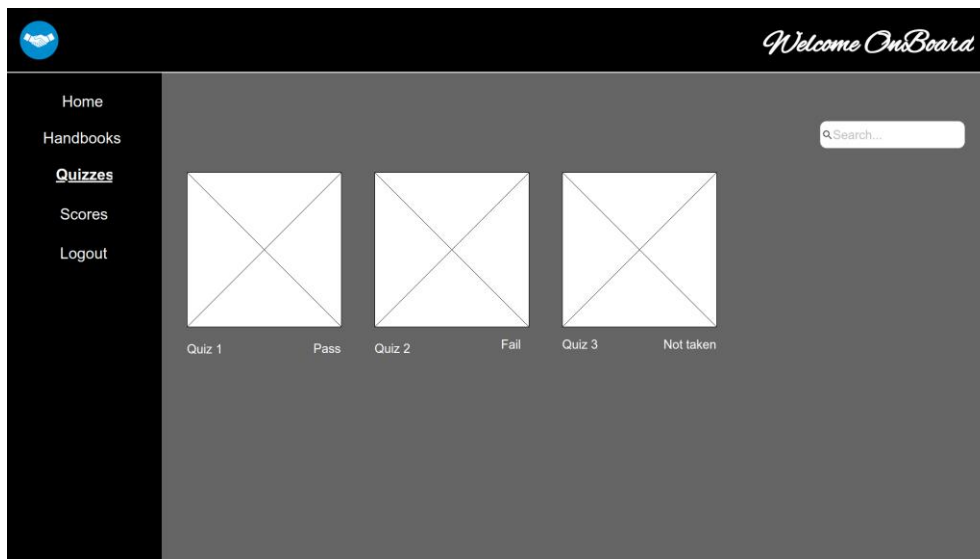 Welcome OnBoard
Home
Handbooks
Quizzes
Scores
Logout
Search...
Quiz 1 Pass
Quiz 2 Fail
Quiz 3 Not taken